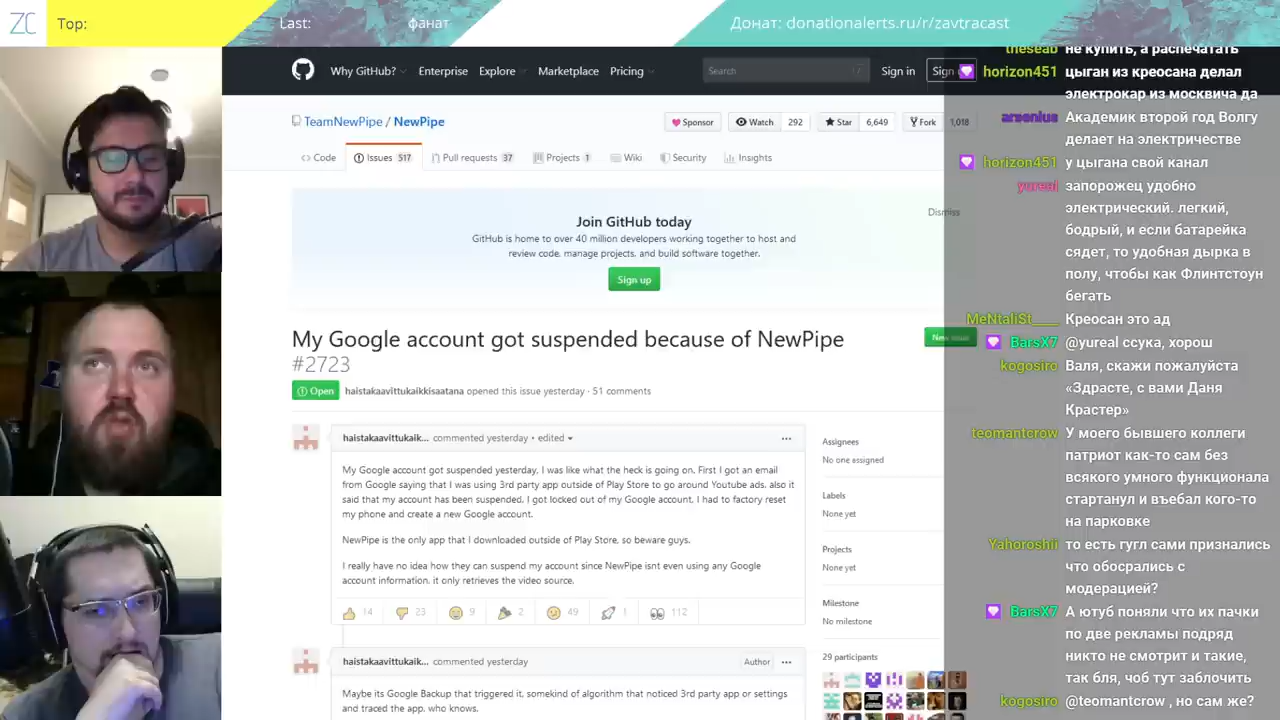 ZC
Top:
Last:
фанат
Донат: donationalerts.ru/r/zavtracast
Why GitHub?
Enterprise
Explore
Marketplace
Pricing
Search
Sign in
Sign
TeamNewPipe / NewPipe
Sponsor
Watch 292
Star 6,649
Fork 1,018
Code
Issues 517
Pull requests 37
Projects 1
Wiki
Security
Insights
Join GitHub today
Dismiss
GitHub is home to over 40 million developers working together to host and
review code, manage projects, and build software together.
Sign up
My Google account got suspended because of NewPipe
#2723
New issue
Open
haistakaavittukaikkisaatana opened this issue yesterday · 51 comments
haistakaavittukaik... commented yesterday • edited
My Google account got suspended yesterday, I was like what the heck is going on. First I got an email
from Google saying that I was using 3rd party app outside of Play Store to go around Youtube ads. also it
said that my account has been suspended. I got locked out of my Google account, I had to factory reset
my phone and create a new Google account.
NewPipe is the only app that I downloaded outside of Play Store, so beware guys.
I really have no idea how they can suspend my account since NewPipe isnt even using any Google
account information, it only retrieves the video source.
14
23
9
2
49
1
112
haistakaavittukaik... commented yesterday
Author
Maybe its Google Backup that triggered it, somekind of algorithm that noticed 3rd party app or settings
and traced the app, who knows.
Assignees
No one assigned
Labels
None yet
Projects
None yet
Milestone
No milestone
29 participants
theseab не купить, а распечатать
horizon451 цыган из креосана делал
электрокар из москвича да
arsenius Академик второй год Волгу
делает на электричестве
horizon451 у цыгана свой канал
yureal запорожец удобно
электрический. легкий,
бодрый, и если батарейка
сядет, то удобная дырка в
полу, чтобы как Флинтстоун
бегать
MeNtaliSt____ Креосан это ад
BarsX7 @yureal ссука, хорош
kogosiro Валя, скажи пожалуйста
«Здрасте, с вами Даня
Крастер»
teomantcrow У моего бывшего коллеги
патриот как-то сам без
всякого умного функционала
стартанул и въебал кого-то
на парковке
Yahoroshii то есть гугл сами признались
что обосрались с
модерацией?
BarsX7 А ютуб поняли что их пачки
по две рекламы подряд
никто не смотрит и такие,
так бля, чоб тут заблочить
kogosiro @teomantcrow , но сам же?